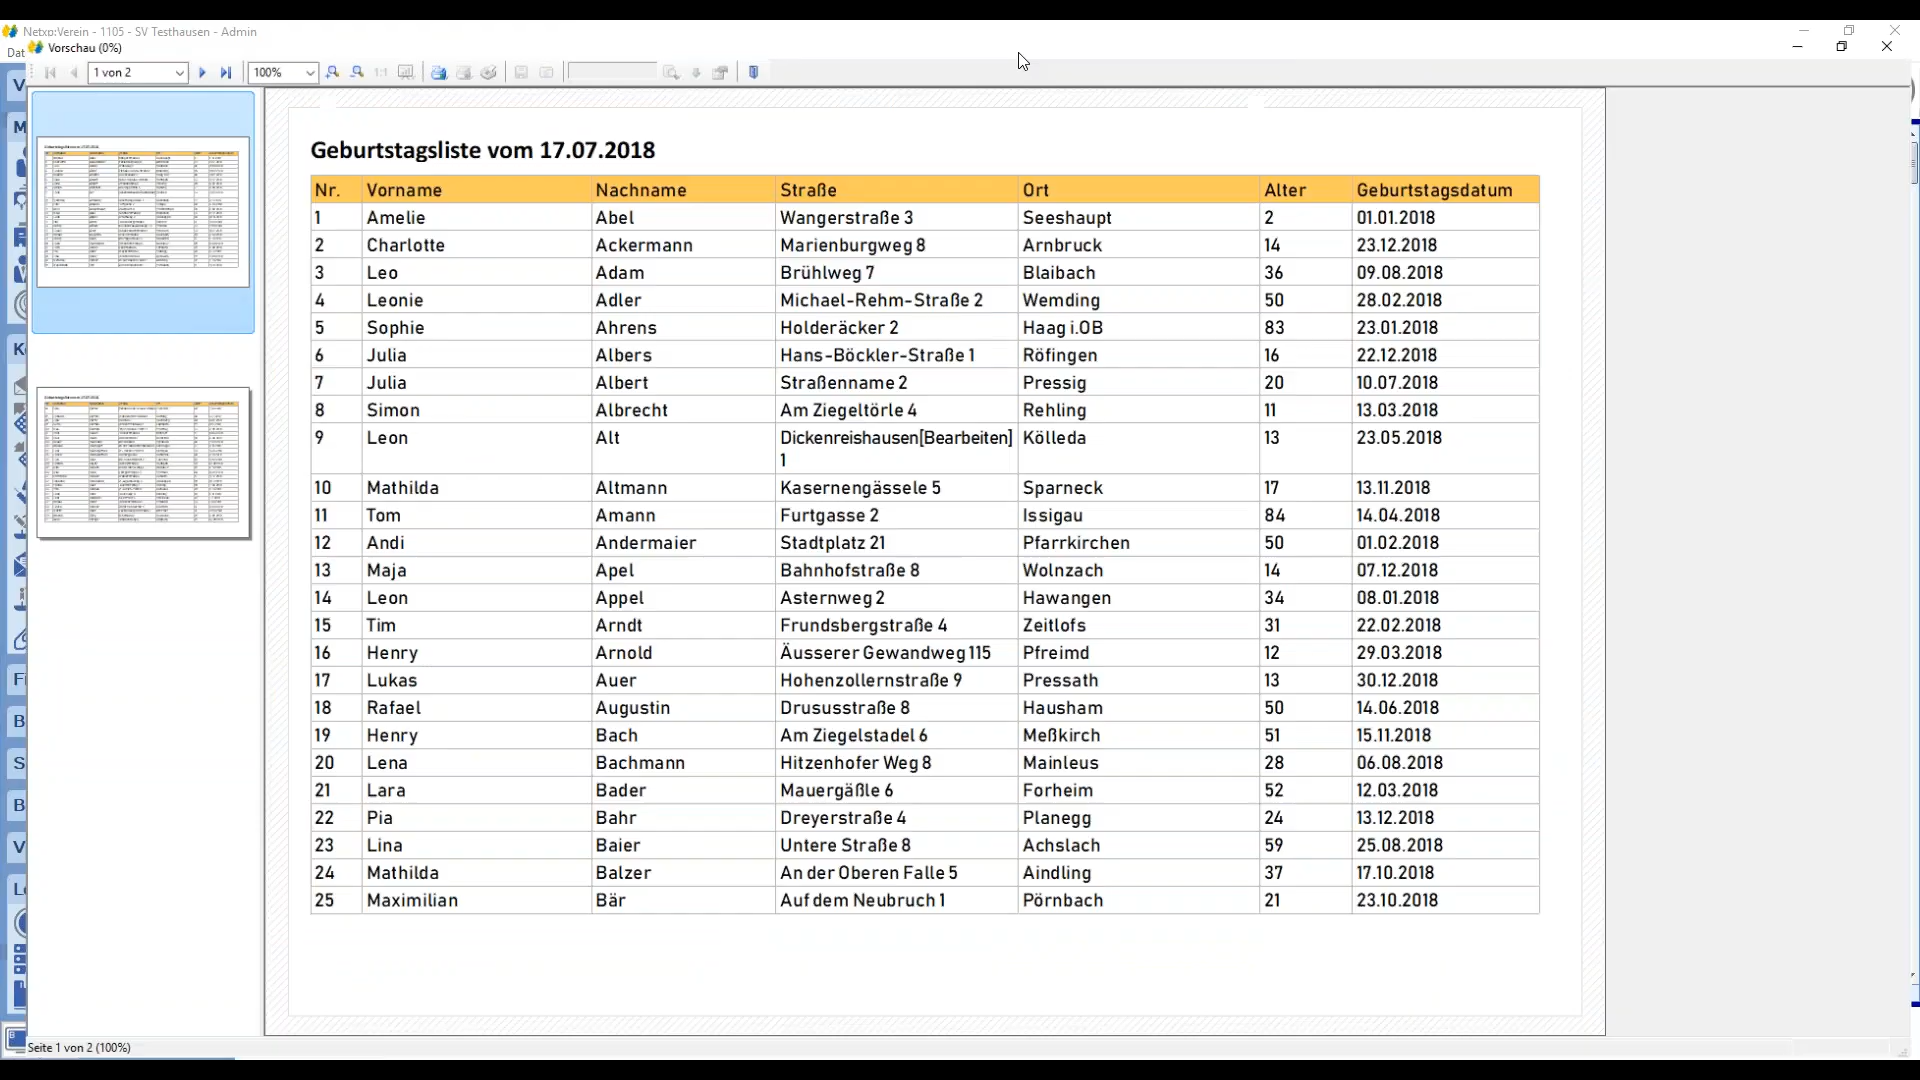 Netxp:Verein - 1105 - SV Testhausen - Admin
Dat
Vorschau (0%)
1 von 2 100% 1:1
Geburtstagsliste vom 17.07.2018
Nr. Vorname Nachname Straße Ort Alter Geburtstagsdatum
1 Amelie Abel Wangerstraße 3 Seeshaupt 2 01.01.2018
2 Charlotte Ackermann Marienburgweg 8 Arnbruck 14 23.12.2018
3 Leo Adam Brühlweg 7 Blaibach 36 09.08.2018
4 Leonie Adler Michael-Rehm-Straße 2 Wemding 50 28.02.2018
5 Sophie Ahrens Holderäcker 2 Haag i.OB 83 23.01.2018
6 Julia Albers Hans-Böckler-Straße 1 Röfingen 16 22.12.2018
7 Julia Albert Straßenname 2 Pressig 20 10.07.2018
8 Simon Albrecht Am Ziegeltörle 4 Rehling 11 13.03.2018
9 Leon Alt Dickenreishausen[Bearbeiten] Kölleda 13 23.05.2018
1
10 Mathilda Altmann Kasernengässele 5 Sparneck 17 13.11.2018
11 Tom Amann Furtgasse 2 Issigau 84 14.04.2018
12 Andi Andermaier Stadtplatz 21 Pfarrkirchen 50 01.02.2018
13 Maja Apel Bahnhofstraße 8 Wolnzach 14 07.12.2018
14 Leon Appel Asternweg 2 Hawangen 34 08.01.2018
15 Tim Arndt Frundsbergstraße 4 Zeitlofs 31 22.02.2018
16 Henry Arnold Äusserer Gewandweg 115 Pfreimd 12 29.03.2018
17 Lukas Auer Hohenzollernstraße 9 Pressath 13 30.12.2018
18 Rafael Augustin Drususstraße 8 Hausham 50 14.06.2018
19 Henry Bach Am Ziegelstadel 6 Meßkirch 51 15.11.2018
20 Lena Bachmann Hitzenhofer Weg 8 Mainleus 28 06.08.2018
21 Lara Bader Mauergäßle 6 Forheim 52 12.03.2018
22 Pia Bahr Dreyerstraße 4 Planegg 24 13.12.2018
23 Lina Baier Untere Straße 8 Achslach 59 25.08.2018
24 Mathilda Balzer An der Oberen Falle 5 Aindling 37 17.10.2018
25 Maximilian Bär Auf dem Neubruch 1 Pörnbach 21 23.10.2018
Seite 1 von 2 (100%)